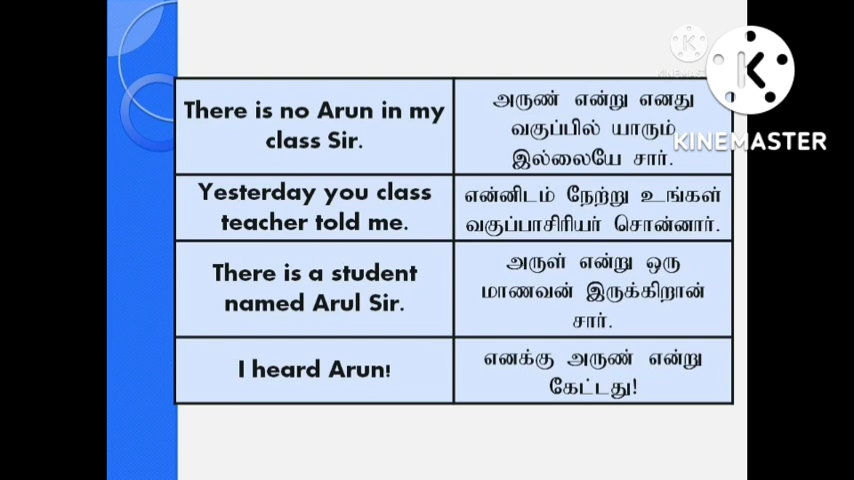 There is no Arun in my
class Sir.
அருண் என்று எனது
வகுப்பில் யாரும்
இல்லையே சார்.
Yesterday you class
teacher told me.
என்னிடம் நேற்று உங்கள்
வகுப்பாசிரியர் சொன்னார்.
There is a student
named Arul Sir.
அருள் என்று ஒரு
மாணவன் இருக்கிறான்
சார்.
I heard Arun!
எனக்கு அருண் என்று
கேட்டது!
KINEMASTER